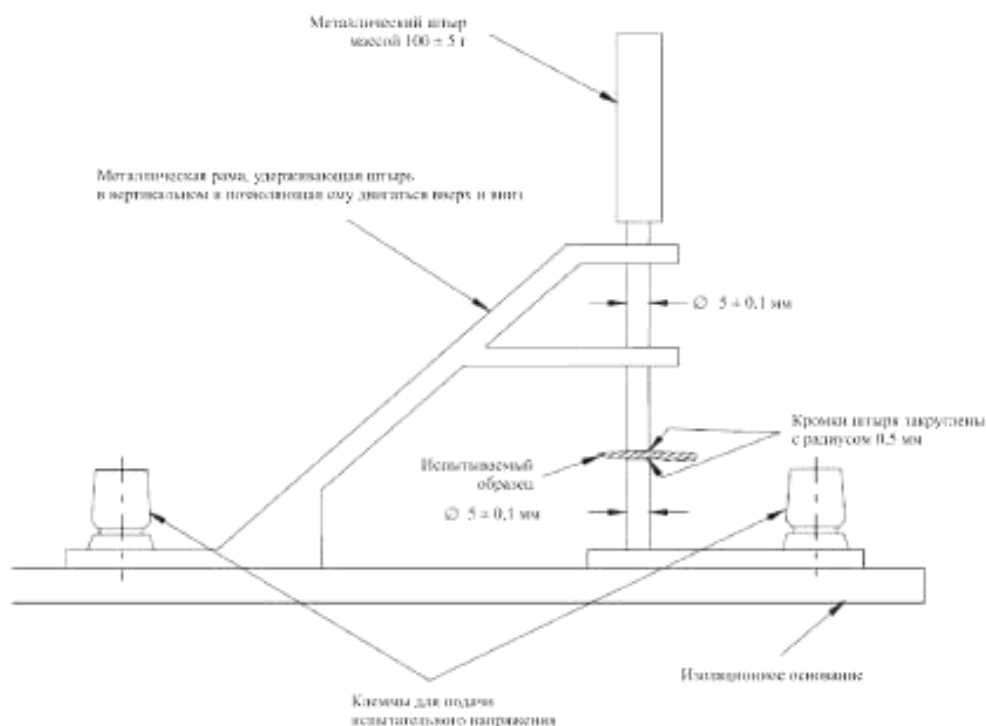 Металлический штыр
массой 100 ± 5 г
Металлическая рама, удерживающая штырь
в вертикальном и позволяющая ему двигаться вверх и вниз
∅ 5 ± 0,1 мм
Кромки штыря закруглены
с радиусом 0,5 мм
Испытываемый
образец
∅ 5 ± 0,1 мм
Изоляционное основание
Клеммы для подачи
испытательного напряжения